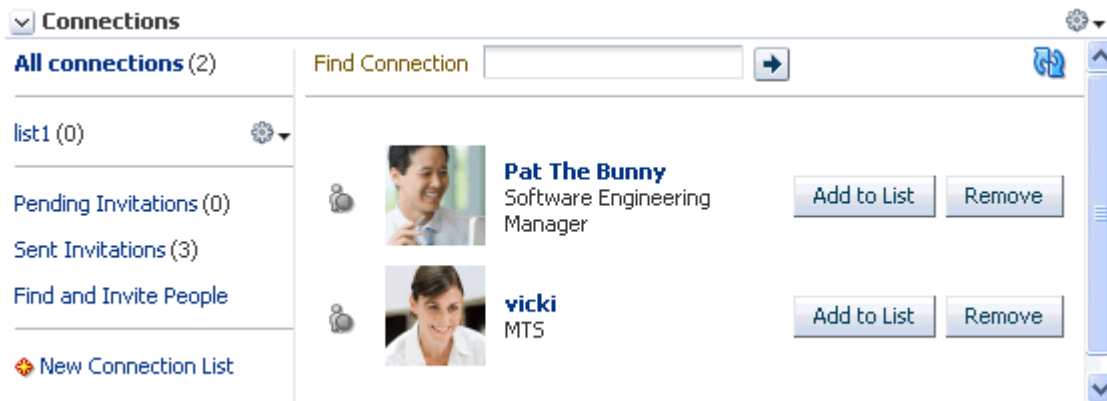 Connections
All connections (2)
list1 (0)
Pending Invitations (0)
Sent Invitations (3)
Find and Invite People
New Connection List
Find Connection
Pat The Bunny
Software Engineering
Manager
Add to List Remove
vicki
MTS
Add to List Remove